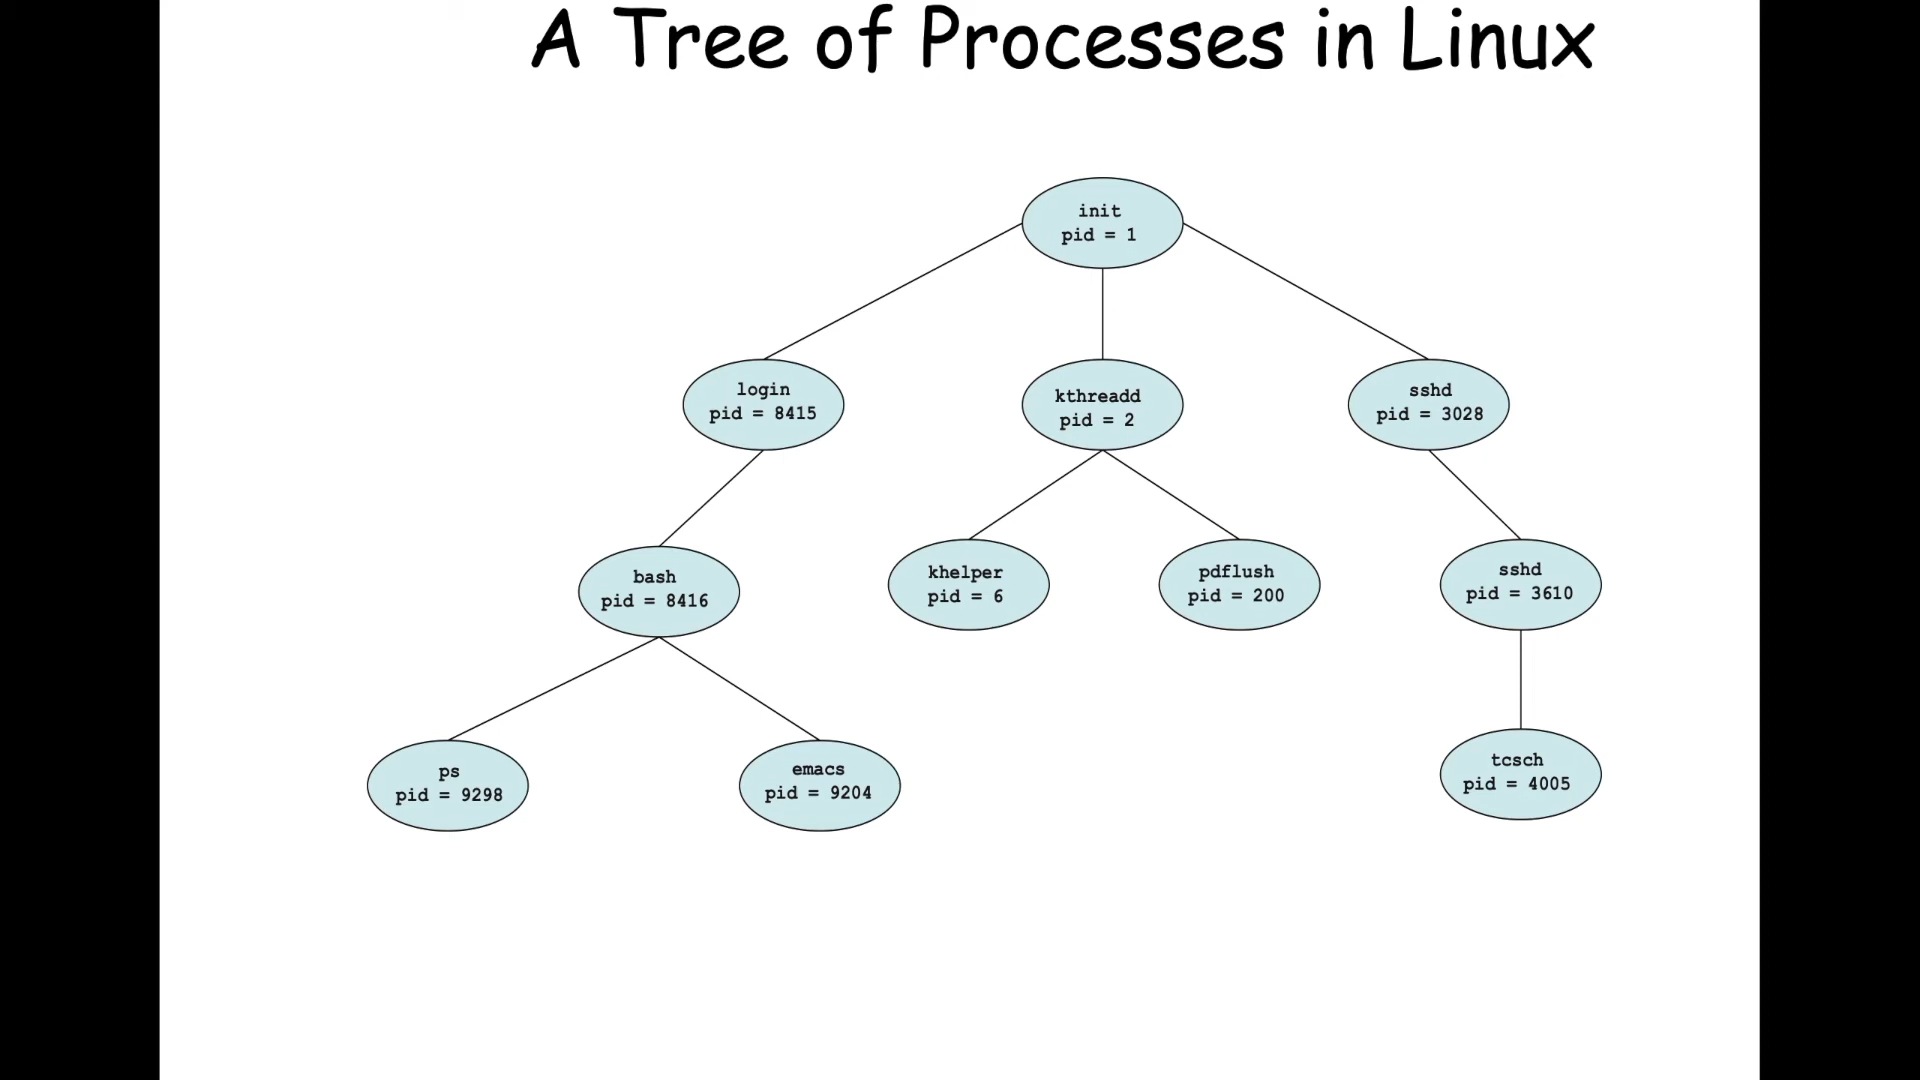 A Tree of Processes in Linux
init
pid = 1
login
pid = 8415
kthreadd
pid = 2
sshd
pid = 3028
bash
pid = 8416
khelper
pid = 6
pdflush
pid = 200
sshd
pid = 3610
ps
pid = 9298
emacs
pid = 9204
tcsch
pid = 4005